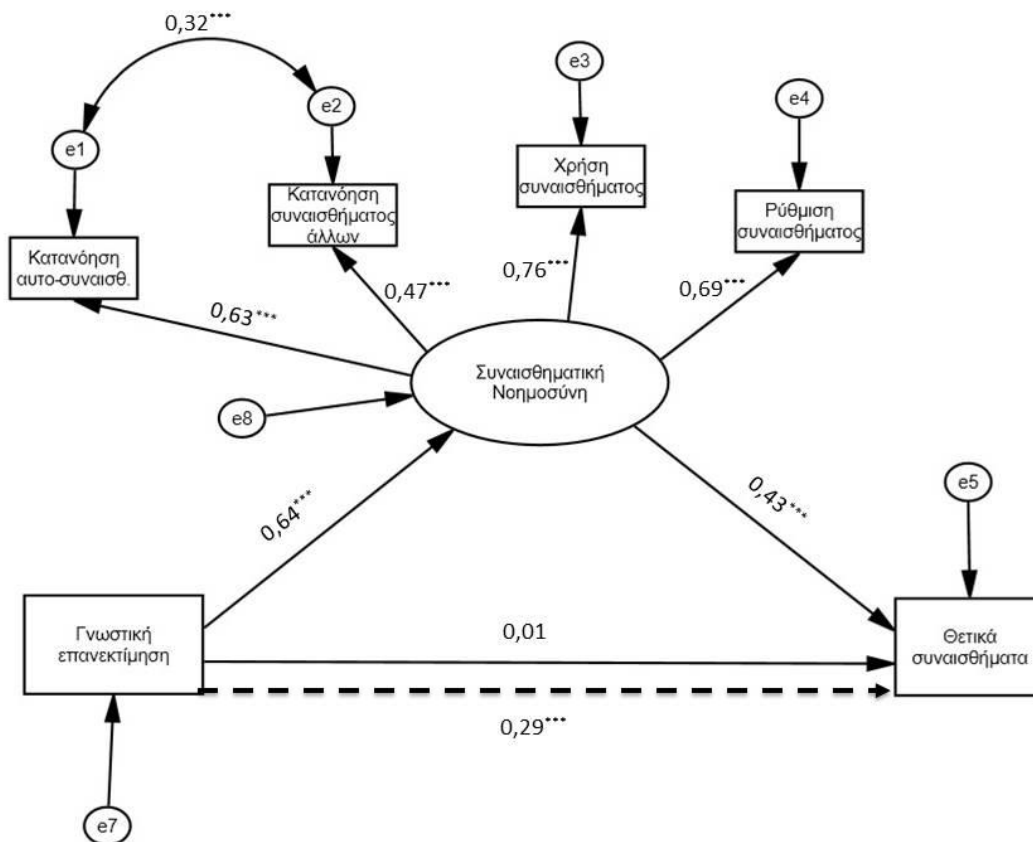 0,32***
e3
e4
e2
e1
Χρήση
συναισθήματος
Κατανόηση
συναισθήματος
άλλων
Ρύθμιση
συναισθήματος
Κατανόηση
αυτο-συναισθ.
0,76***
0,47***
0,69***
0,63***
Συναισθηματική
Νοημοσύνη
e8
e5
0,64***
0,43***
Γνωστική
επανεκτίμηση
0,01
Θετικά
συναισθήματα
0,29***
e7